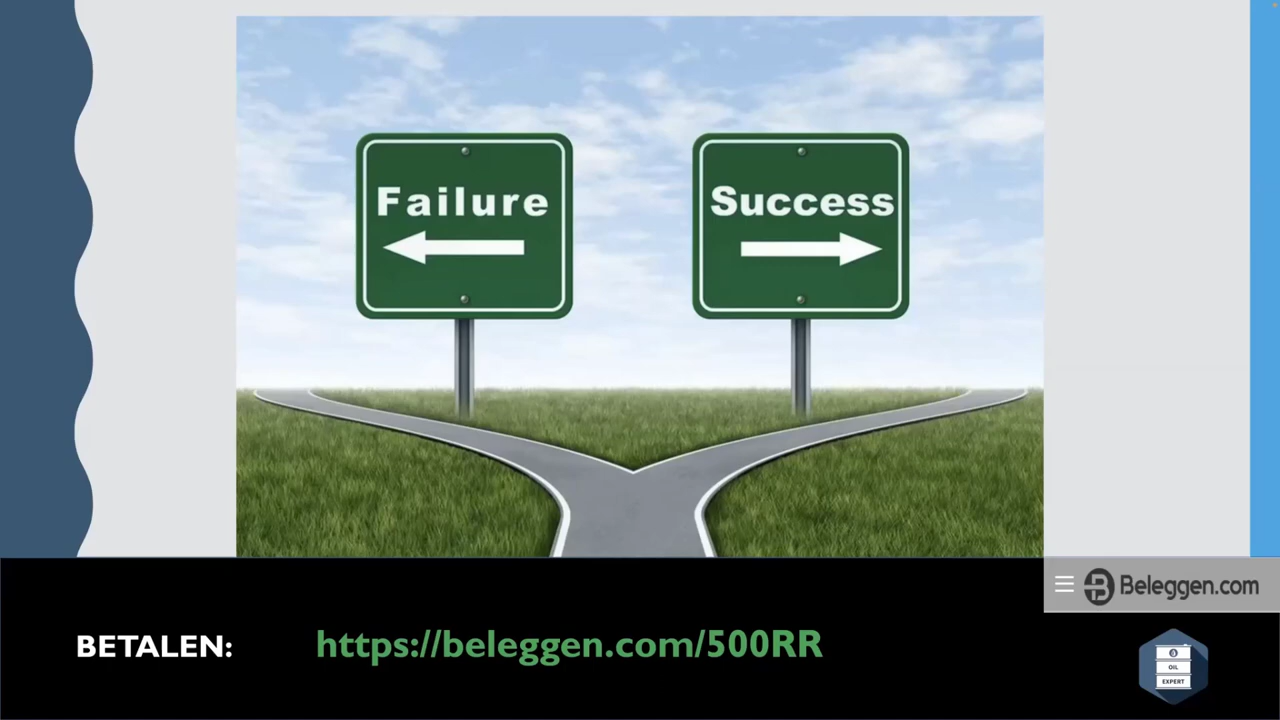 Failure
Success
Beleggen.com
BETALEN:
https://beleggen.com/500RR
OIL
EXPERT